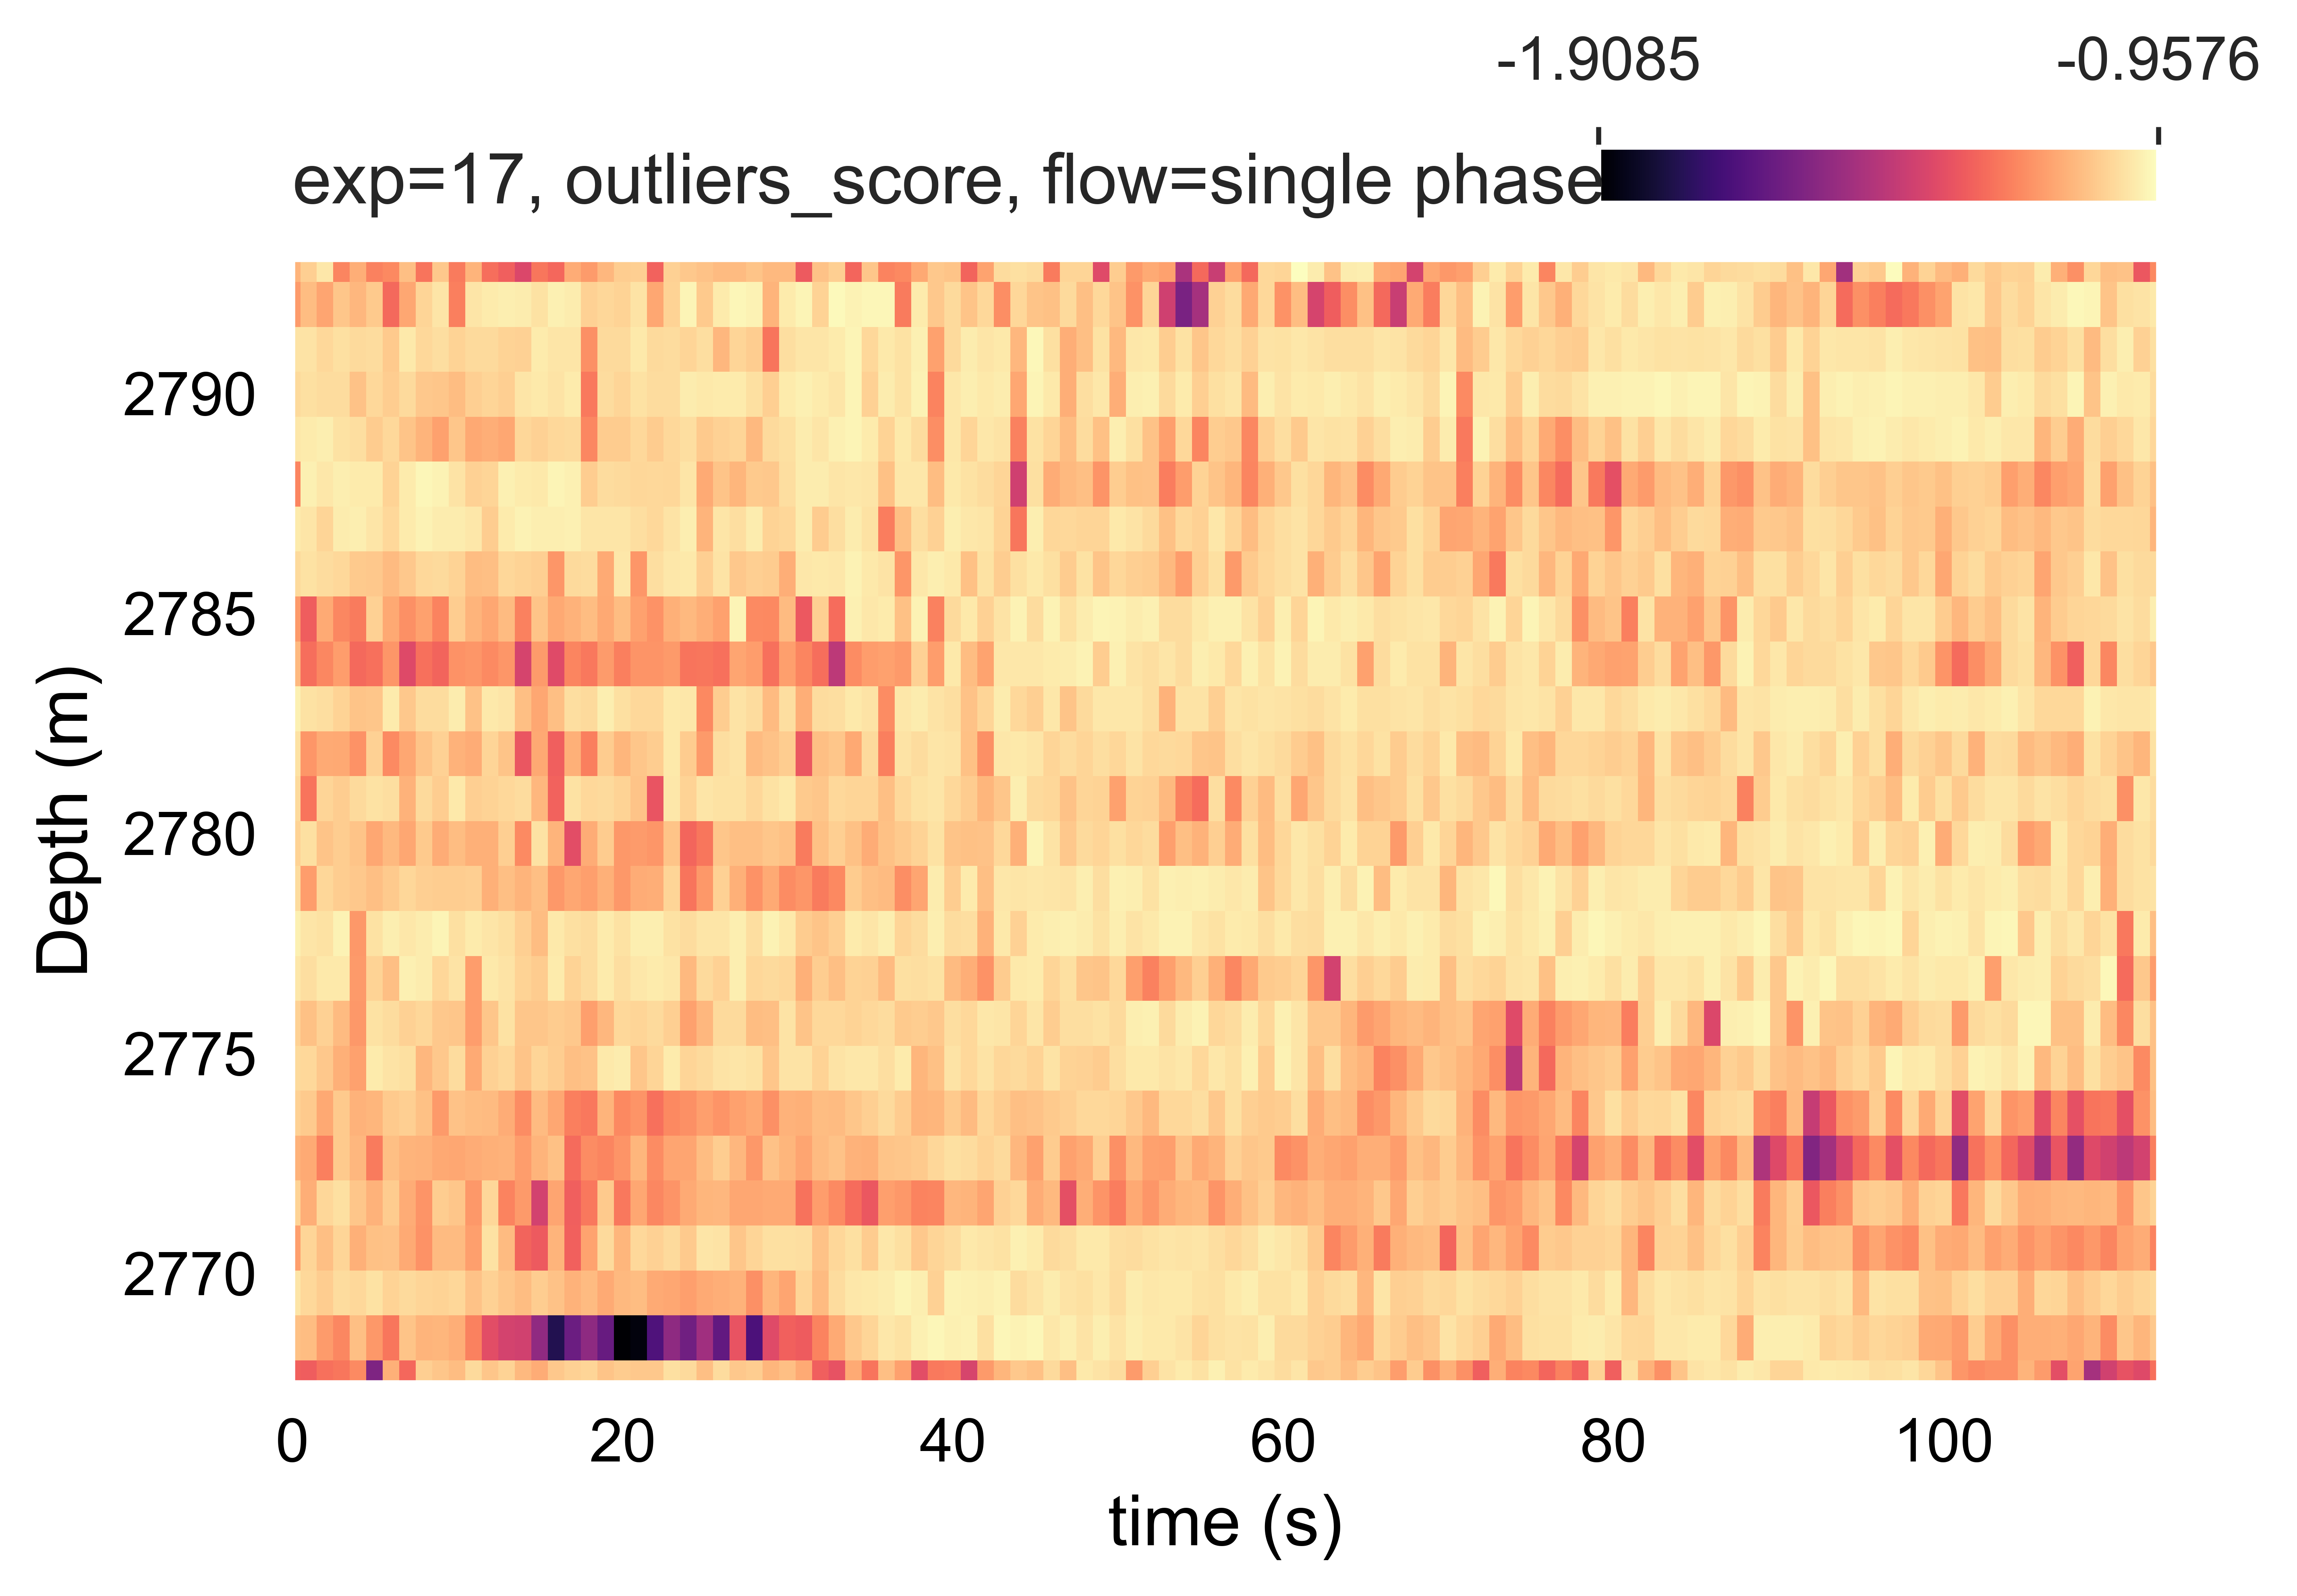 -1.9085 -0.9576
exp=17, outliers_score, flow=single phase
2790
2785
2780
2775
2770
Depth (m)
0 20 40 60 80 100
time (s)